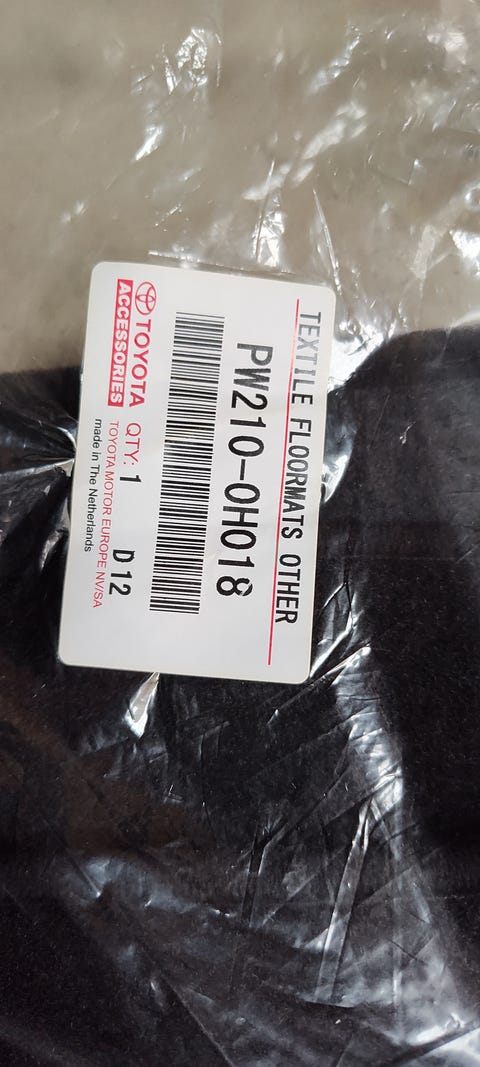 TEXTILE FLOORMATS OTHER
PW210-0H018
TOYOTA
ACCESSORIES
QTY: 1 D12
TOYOTA MOTOR EUROPE NV/SA
made in The Netherlands